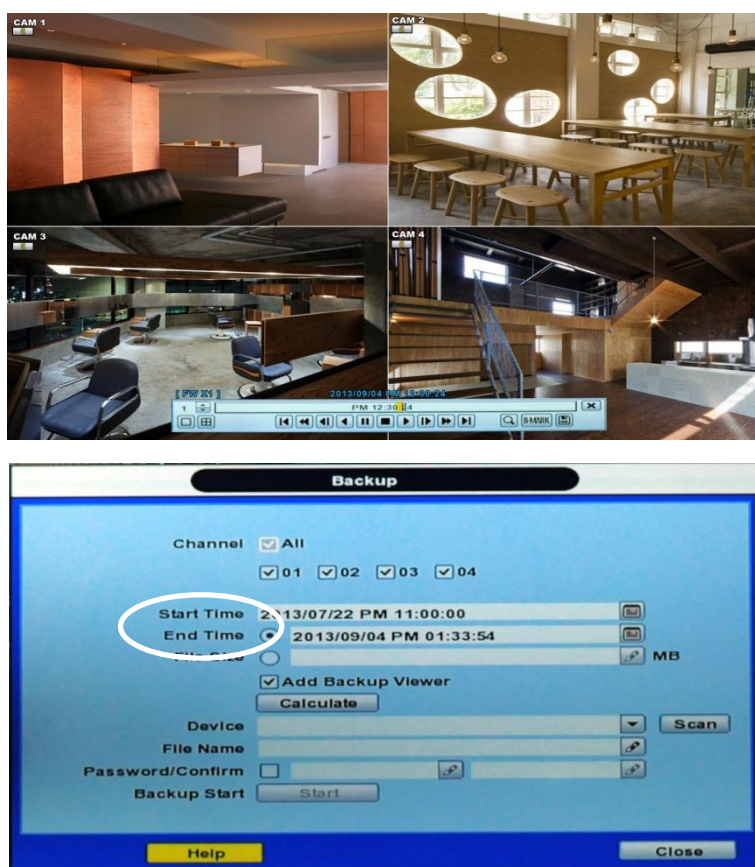 CAM 1
CAM 2
CAM 3
CAM 4
[ FW X1 ]
2013/09/04 PM 12:30:24
1
PM 12:30:24
B-MARK
Backup
Channel All
01 02 03 04
Start Time 2013/07/22 PM 11:00:00
End Time 2013/09/04 PM 01:33:54
File Size MB
Add Backup Viewer
Calculate
Device Scan
File Name
Password/Confirm
Backup Start Start
Help Close